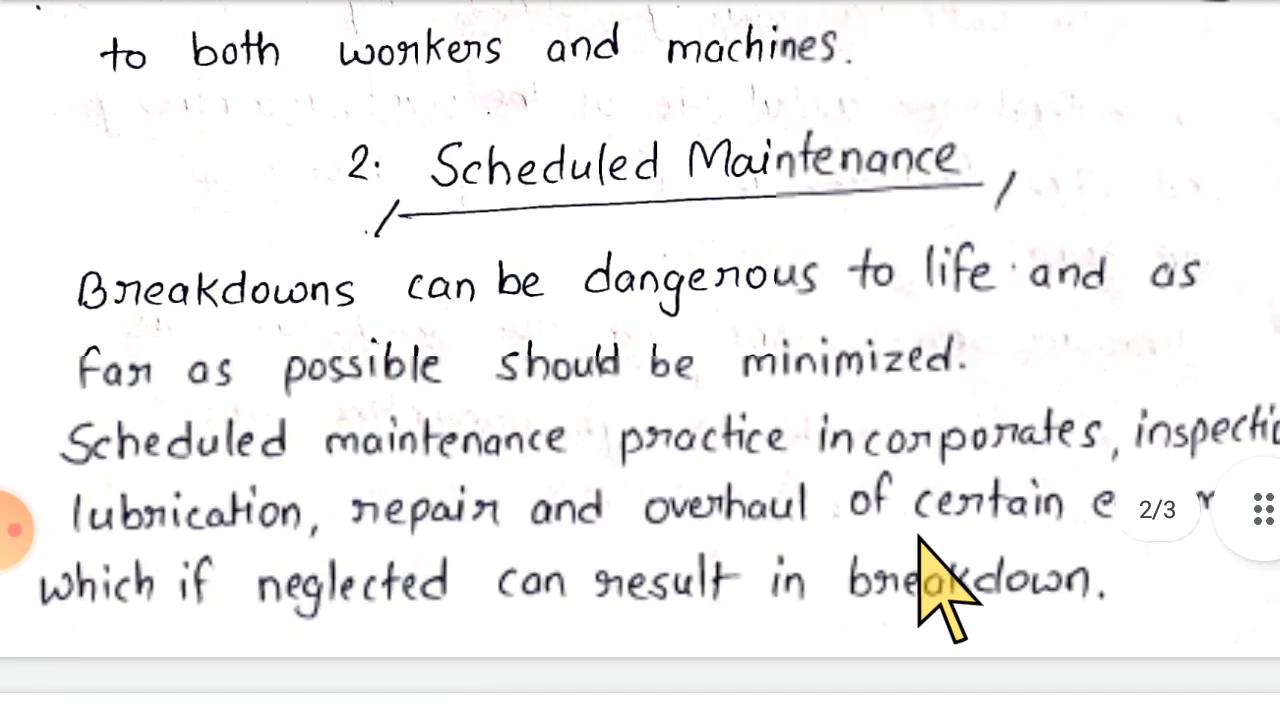 to both workers and machines.
2. Scheduled Maintenance
Breakdowns can be dangerous to life and as
far as possible should be minimized.
Scheduled maintenance practice incorporates, inspectio
lubrication, repair and overhaul of certain e
2/3
which if neglected can result in breakdown.